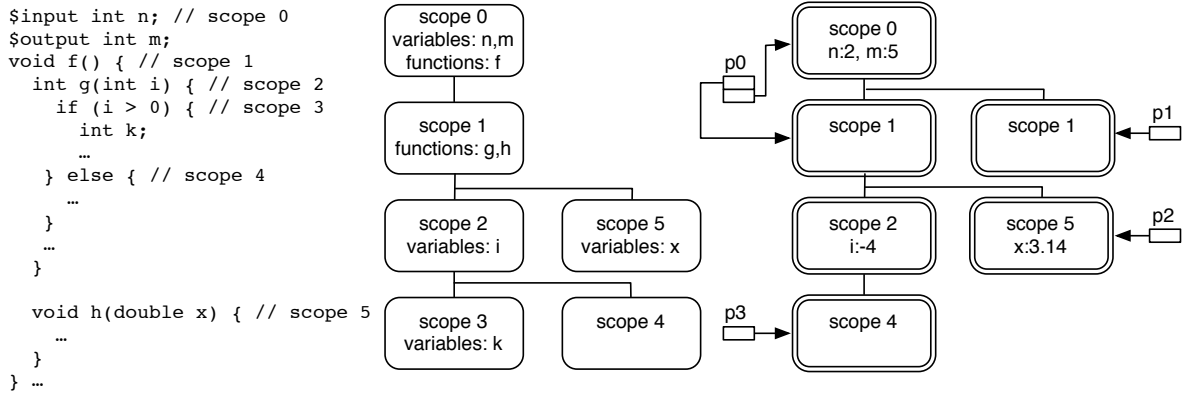 $input int n; // scope 0
$output int m;
void f() { // scope 1
int g(int i) { // scope 2
if (i > 0) { // scope 3
int k;
…
} else { // scope 4
…
}
…
}
void h(double x) { // scope 5
…
}
} …
scope 0
variables: n,m
functions: f
scope 1
functions: g,h
scope 2
variables: i
scope 5
variables: x
scope 3
variables: k
scope 4
scope 0
n:2, m:5
p0
scope 1
scope 1
p1
scope 2
i:-4
scope 5
x:3.14
p2
p3
scope 4